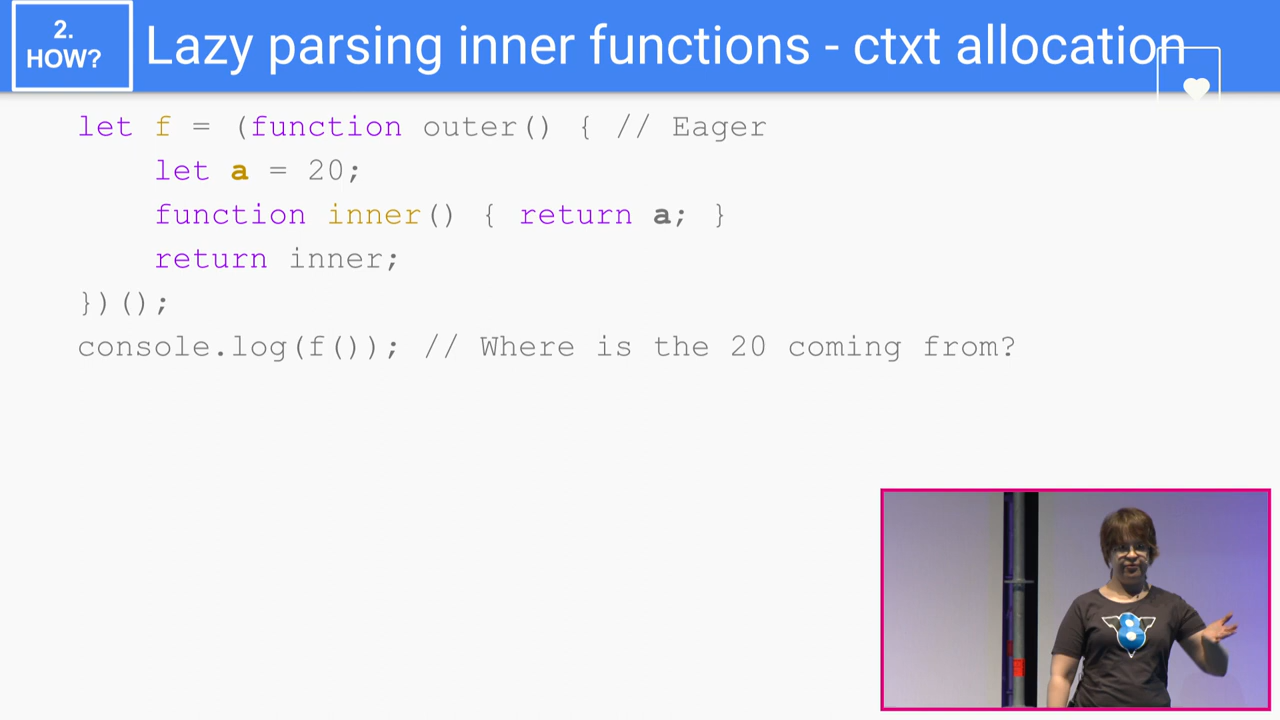 2.
HOW?
Lazy parsing inner functions - ctxt allocation
let f = (function outer() { // Eager
let a = 20;
function inner() { return a; }
return inner;
})();
console.log(f()); // Where is the 20 coming from?
8